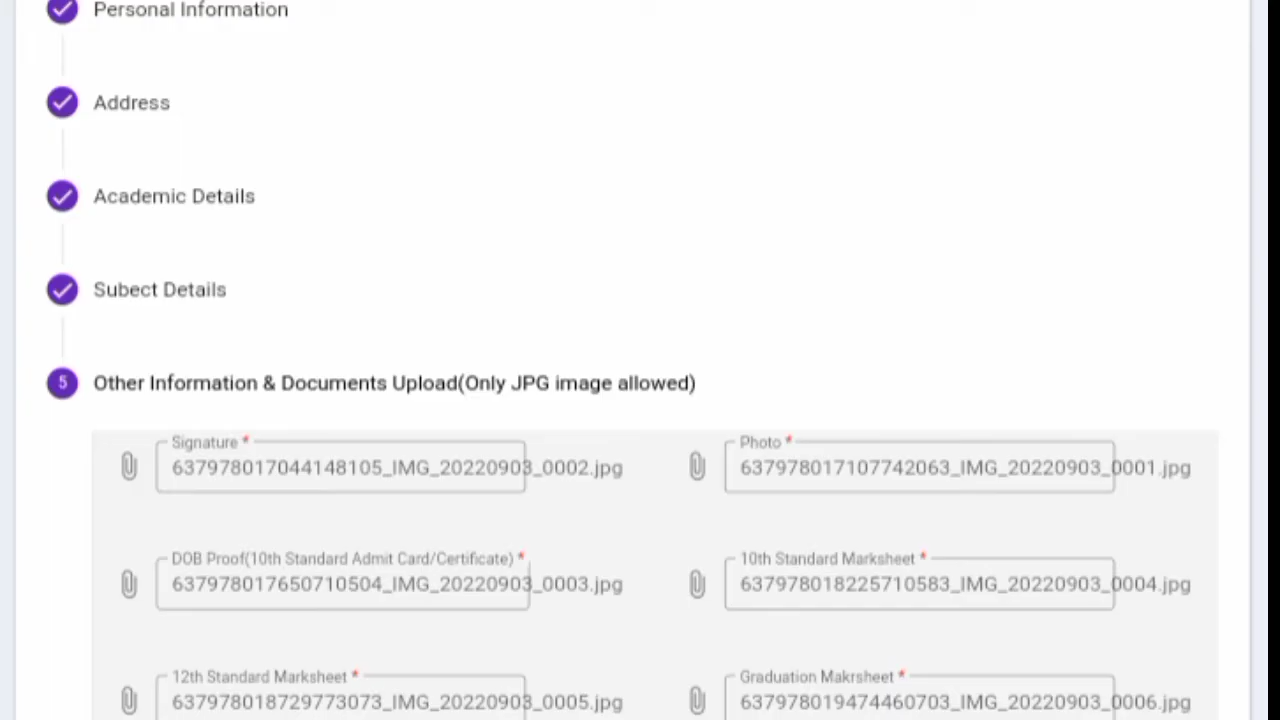 Personal Information
Address
Academic Details
Subect Details
5 Other Information & Documents Upload(Only JPG image allowed)
Signature * Photo *
637978017044148105_IMG_20220903_0002.jpg 637978017107742063_IMG_20220903_0001.jpg
DOB Proof(10th Standard Admit Card/Certificate) * 10th Standard Marksheet *
637978017650710504_IMG_20220903_0003.jpg 637978018225710583_IMG_20220903_0004.jpg
12th Standard Marksheet * Graduation Makrsheet *
637978018729773073_IMG_20220903_0005.jpg 637978019474460703_IMG_20220903_0006.jpg